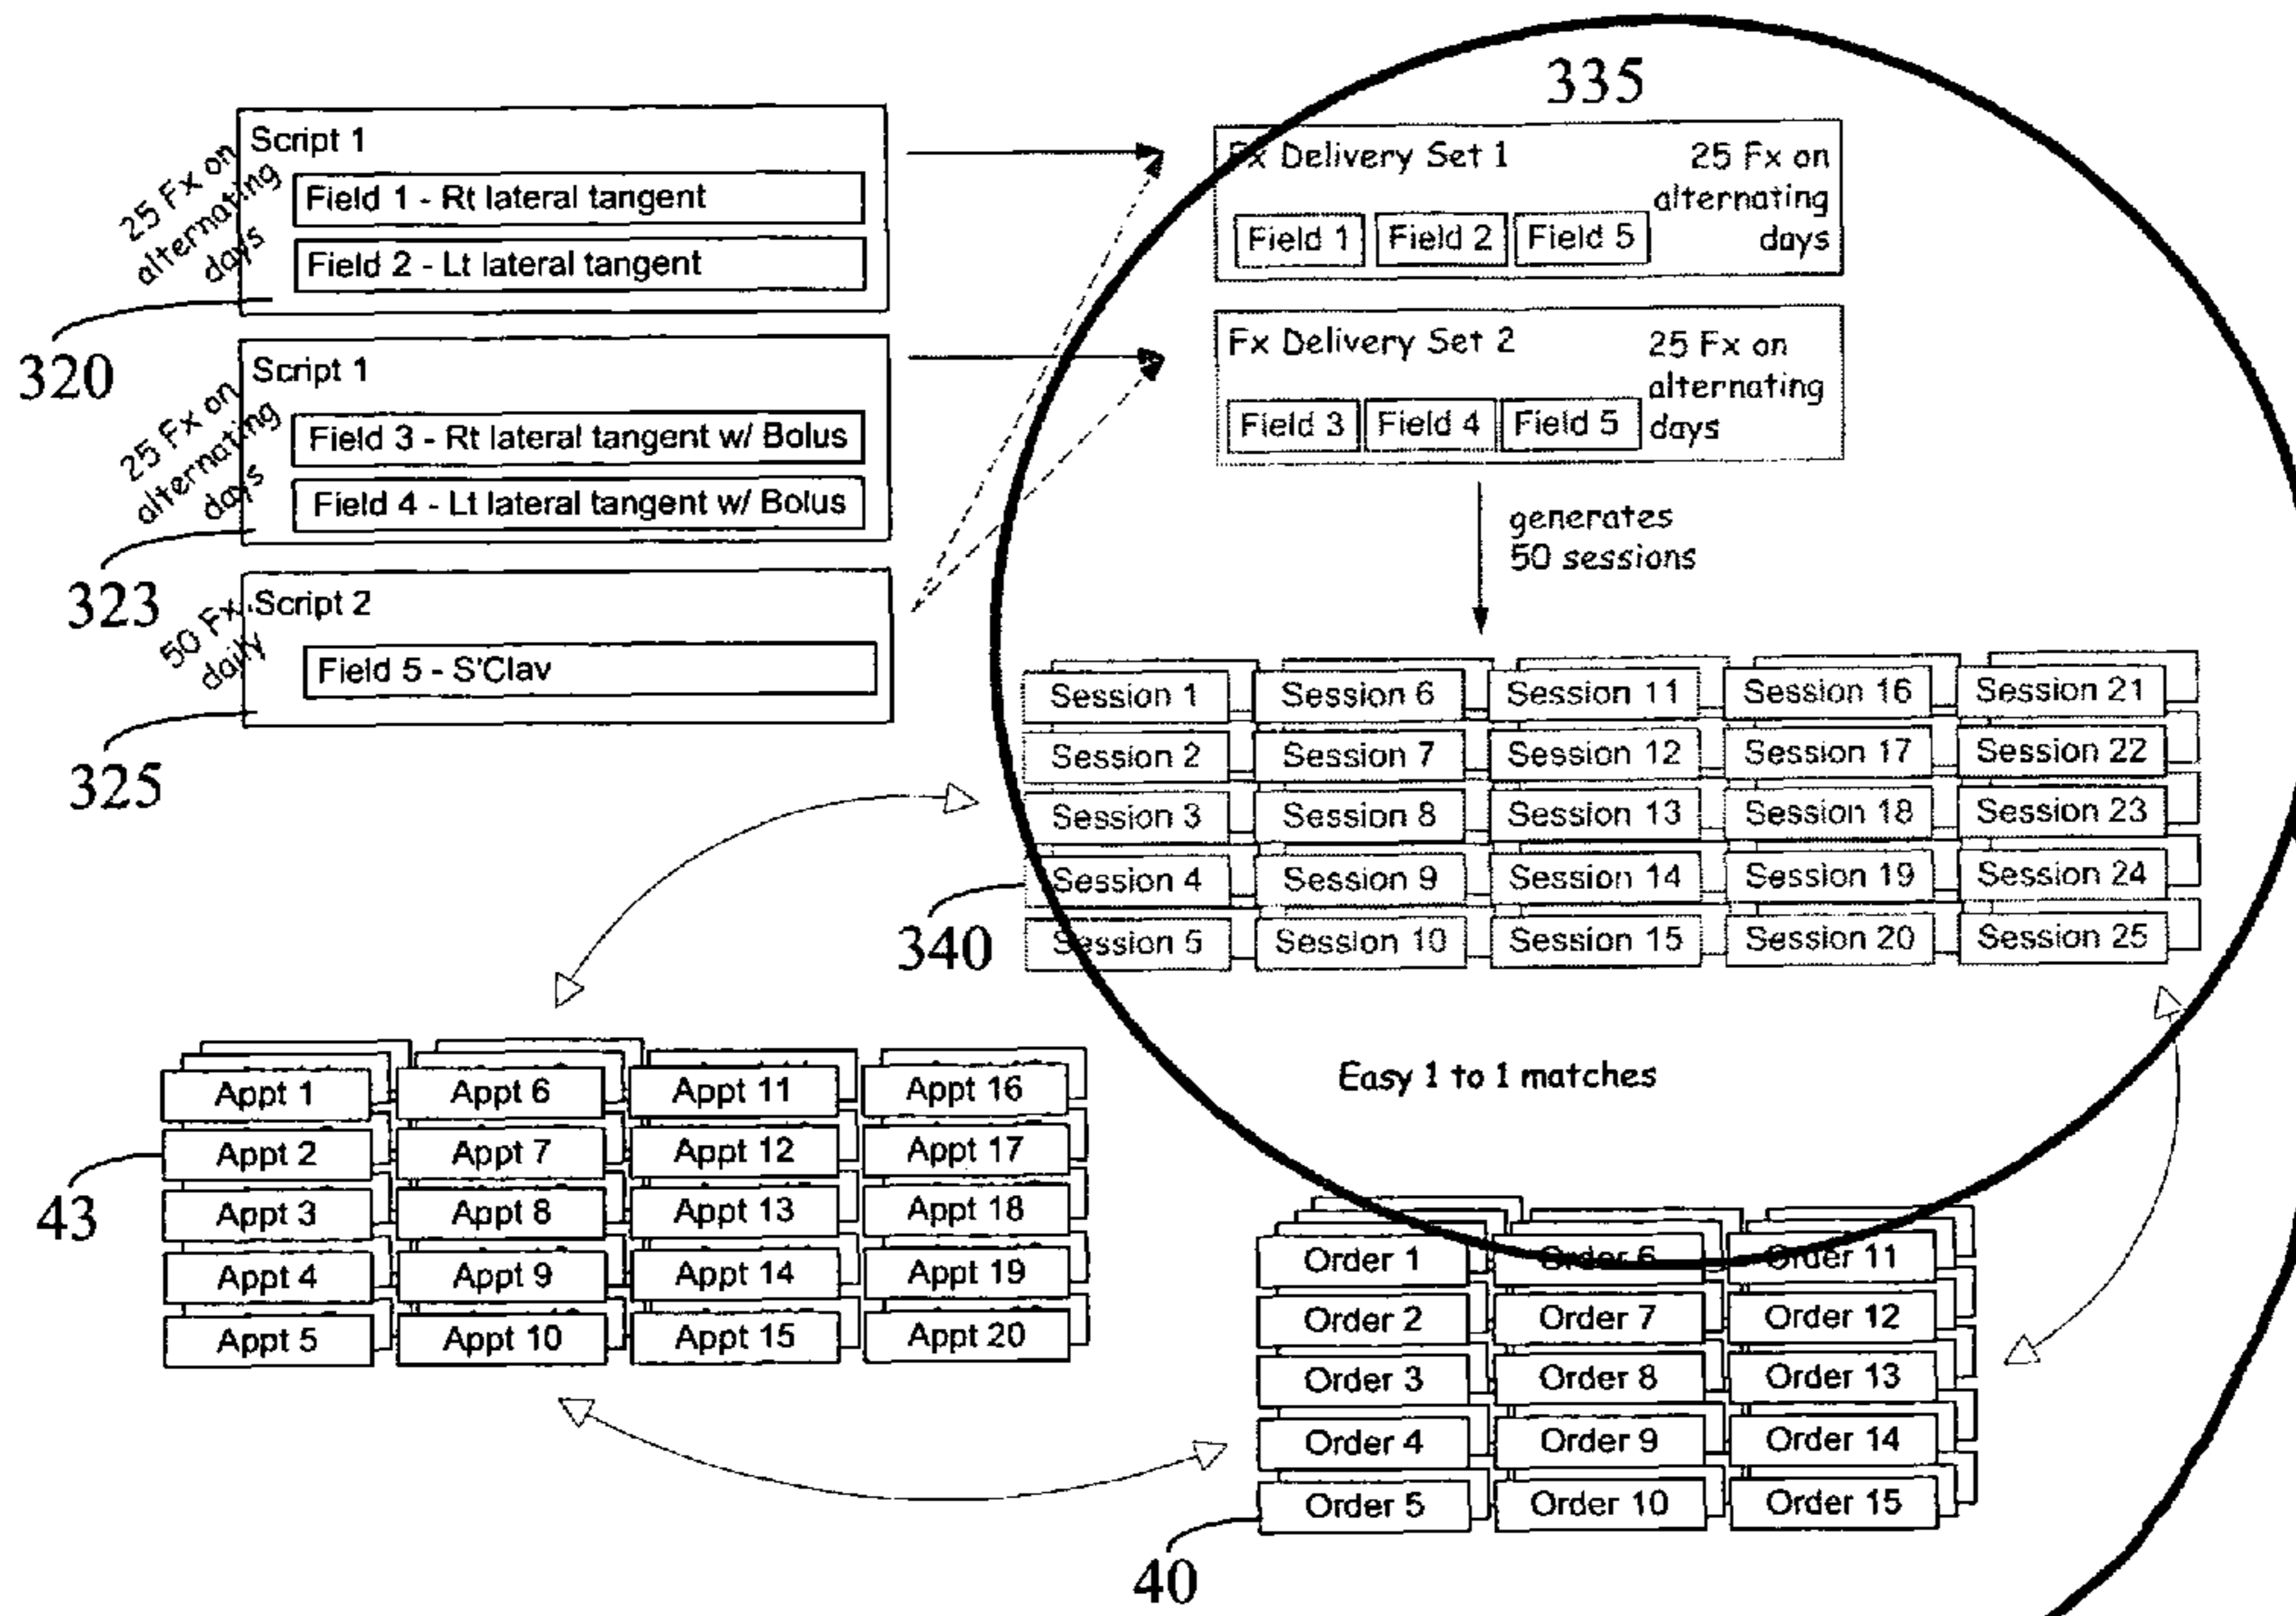 335
25 Fx on
alternating
days
Script 1
Field 1 - Rt lateral tangent
Field 2 - Lt lateral tangent
320
Fx Delivery Set 1
25 Fx on
alternating
days
Field 1 Field 2 Field 5
25 Fx on
alternating
days
Script 1
Field 3 - Rt lateral tangent w/ Bolus
Field 4 - Lt lateral tangent w/ Bolus
323
Fx Delivery Set 2
25 Fx on
alternating
days
Field 3 Field 4 Field 5
generates
50 sessions
50 Fx
daily
Script 2
Field 5 - S'Clav
325
Session 1 Session 6 Session 11 Session 16 Session 21
Session 2 Session 7 Session 12 Session 17 Session 22
Session 3 Session 8 Session 13 Session 18 Session 23
Session 4 Session 9 Session 14 Session 19 Session 24
Session 5 Session 10 Session 15 Session 20 Session 25
340
Easy 1 to 1 matches
Appt 1 Appt 6 Appt 11 Appt 16
Appt 2 Appt 7 Appt 12 Appt 17
Appt 3 Appt 8 Appt 13 Appt 18
Appt 4 Appt 9 Appt 14 Appt 19
Appt 5 Appt 10 Appt 15 Appt 20
43
Order 1 Order 6 Order 11
Order 2 Order 7 Order 12
Order 3 Order 8 Order 13
Order 4 Order 9 Order 14
Order 5 Order 10 Order 15
40